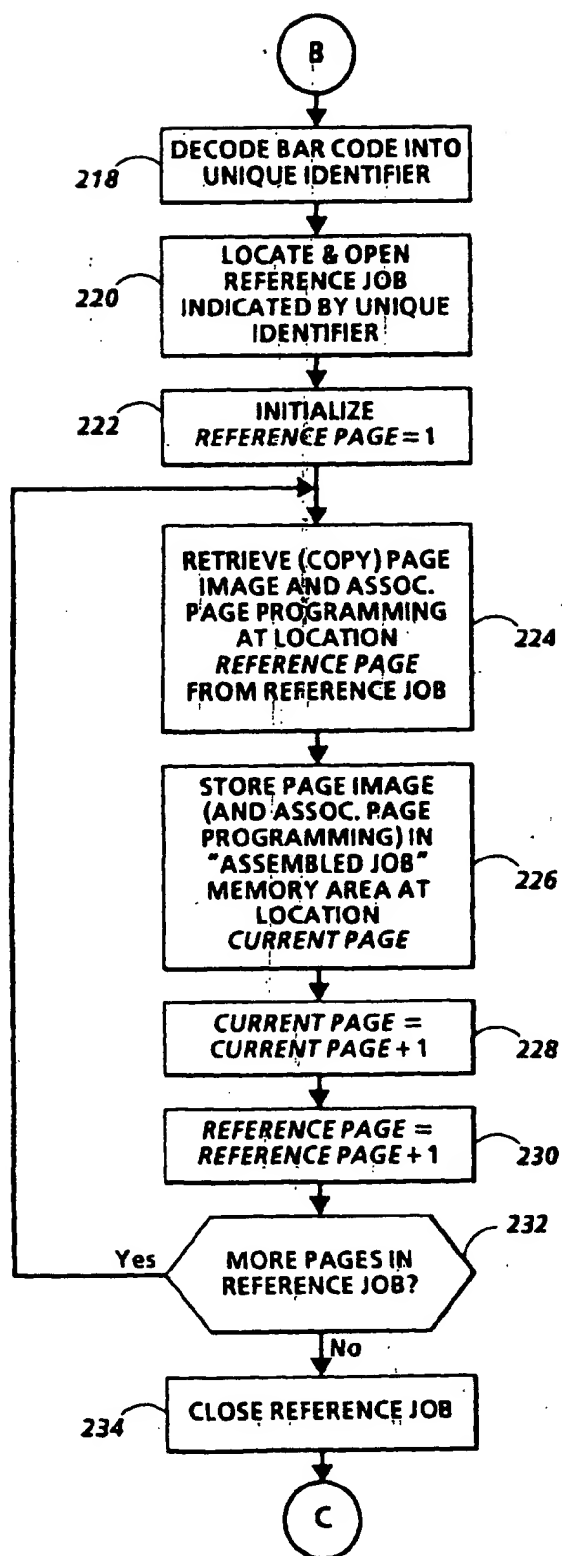 B
218
DECODE BAR CODE INTO
UNIQUE IDENTIFIER
220
LOCATE & OPEN
REFERENCE JOB
INDICATED BY UNIQUE
IDENTIFIER
222
INITIALIZE
REFERENCE PAGE = 1
RETRIEVE (COPY) PAGE
IMAGE AND ASSOC.
PAGE PROGRAMMING
AT LOCATION
REFERENCE PAGE
FROM REFERENCE JOB
224
STORE PAGE IMAGE
(AND ASSOC. PAGE
PROGRAMMING) IN
"ASSEMBLED JOB"
MEMORY AREA AT
LOCATION
CURRENT PAGE
226
CURRENT PAGE =
CURRENT PAGE + 1
228
REFERENCE PAGE =
REFERENCE PAGE + 1
230
232
Yes
MORE PAGES IN
REFERENCE JOB?
No
CLOSE REFERENCE JOB
234
C